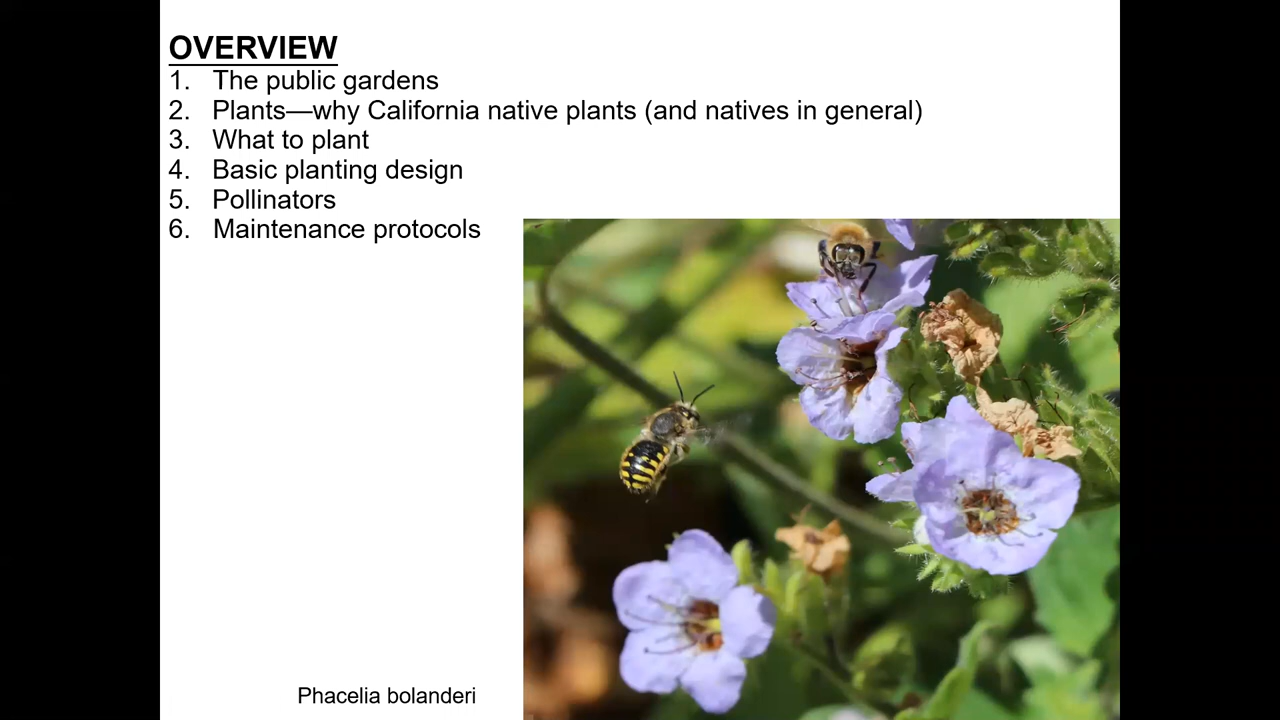 OVERVIEW
1. The public gardens
2. Plants—why California native plants (and natives in general)
3. What to plant
4. Basic planting design
5. Pollinators
6. Maintenance protocols
Phacelia bolanderi